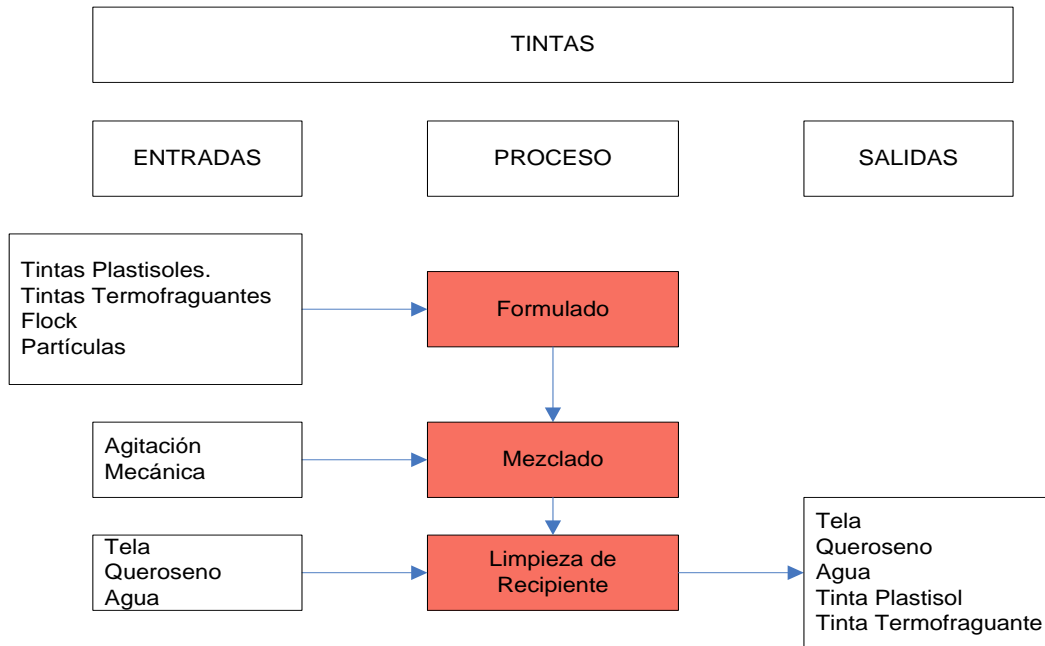 TINTAS
ENTRADAS
PROCESO
SALIDAS
Tintas Plastisoles.
Tintas Termofraguantes
Flock
Partículas
Formulado
Agitación
Mecánica
Mezclado
Tela
Queroseno
Agua
Limpieza de
Recipiente
Tela
Queroseno
Agua
Tinta Plastisol
Tinta Termofraguante